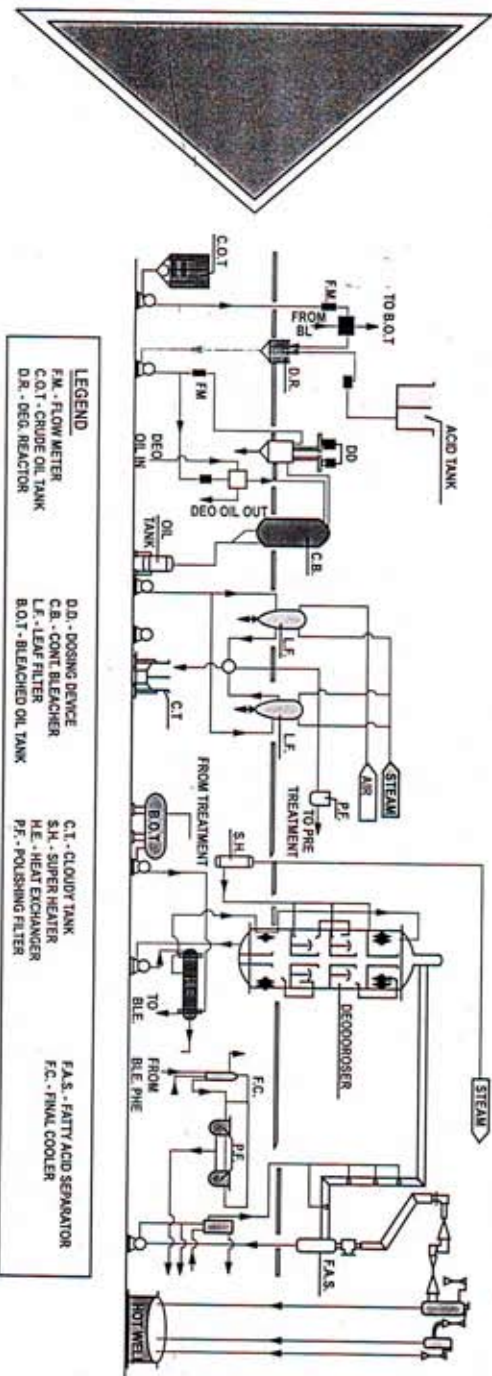 C.O.T
F.M.
FROM
BL
TO B.O.T
D.R.
ACID TANK
FM
DEO
OIL IN
DD
DEO OIL OUT
OIL
TANK
C.B.
L.F.
L.F.
C.T
AIR
STEAM
P.F.
TO PRE
TREATMENT
FROM TREATMENT
S.H.
B.O.T
DEODOROSER
STEAM
TO
BLE.
FROM
BLE. PHE
F.C.
P.F.
F.A.S.
HOT WELL
LEGEND
F.M. - FLOW METER
C.O.T - CRUDE OIL TANK
D.R. - DEG. REACTOR
D.D. - DOSING DEVICE
C.B. - CONT. BLEACHER
L.F. - LEAF FILTER
B.O.T - BLEACHED OIL TANK
C.T. - CLOUDY TANK
S.H. - SUPER HEATER
H.E. - HEAT EXCHANGER
P.F. - POLISHING FILTER
F.A.S. - FATTY ACID SEPARATOR
F.C. - FINAL COOLER